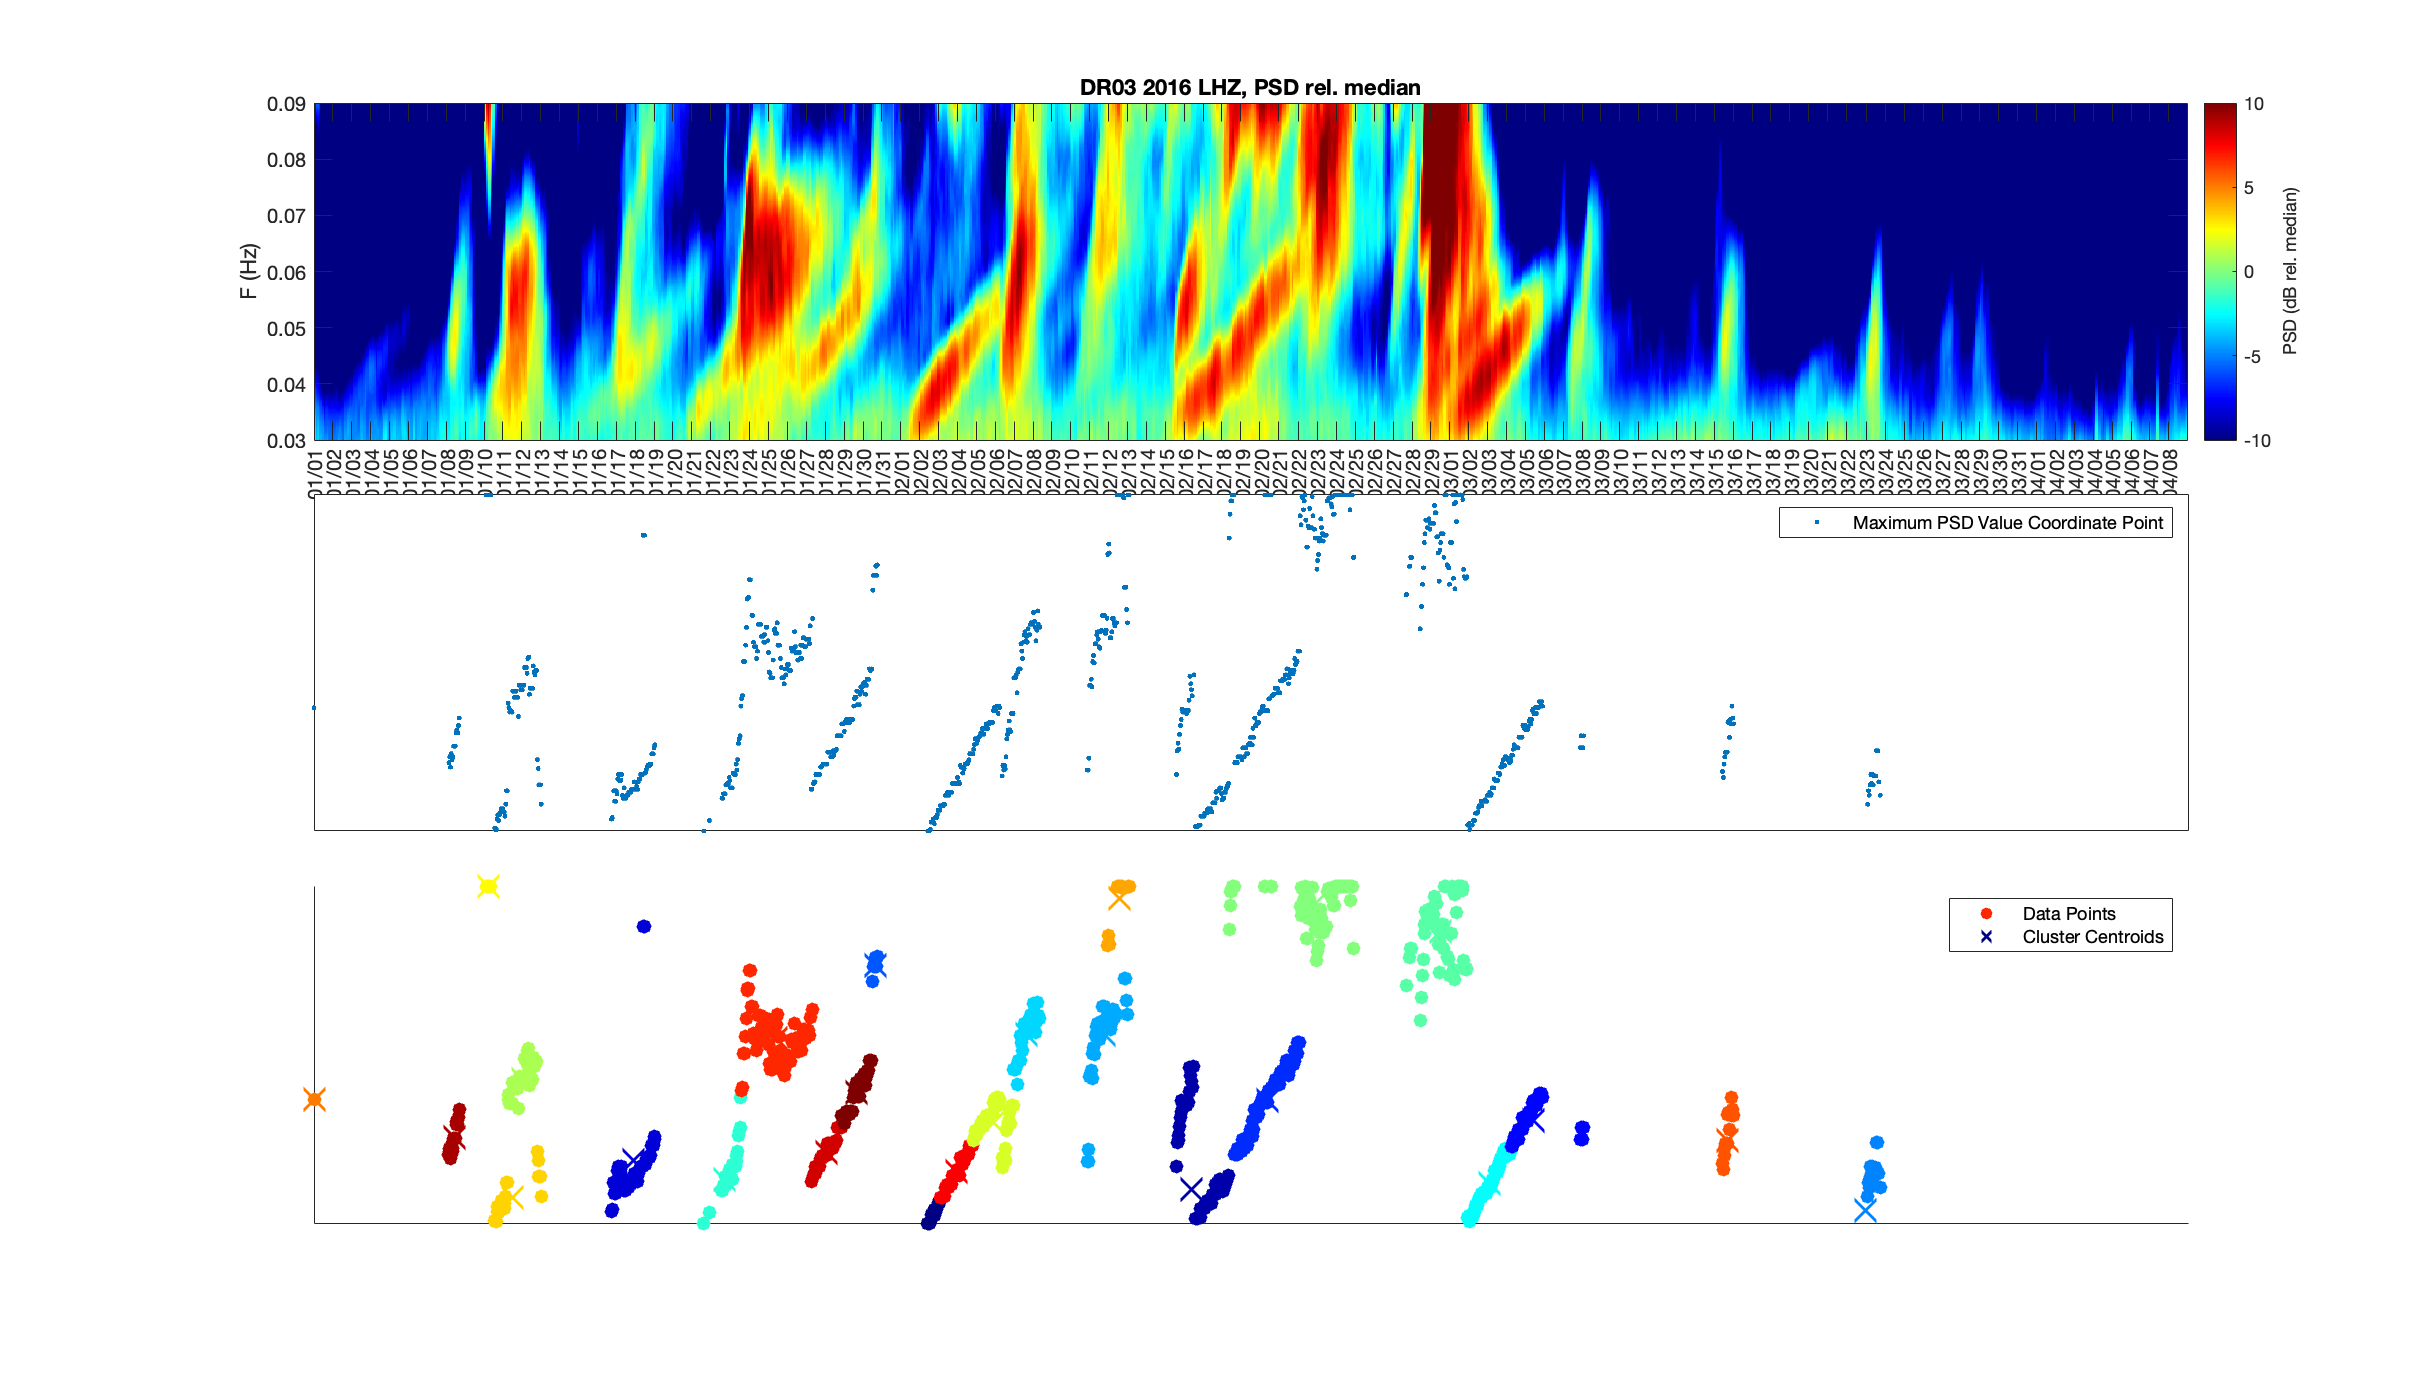 DR03 2016 LHZ, PSD rel. median
F (Hz)
0.09
0.08
0.07
0.06
0.05
0.04
0.03
01/01 01/02 01/03 01/04 01/05 01/06 01/07 01/08 01/09 01/10 01/11 01/12 01/13 01/14 01/15 01/16 01/17 01/18 01/19 01/20 01/21 01/22 01/23 01/24 01/25 01/26 01/27 01/28 01/29 01/30 01/31 02/01 02/02 02/03 02/04 02/05 02/06 02/07 02/08 02/09 02/10 02/11 02/12 02/13 02/14 02/15 02/16 02/17 02/18 02/19 02/20 02/21 02/22 02/23 02/24 02/25 02/26 02/27 02/28 02/29 03/01 03/02 03/03 03/04 03/05 03/06 03/07 03/08 03/09 03/10 03/11 03/12 03/13 03/14 03/15 03/16 03/17 03/18 03/19 03/20 03/21 03/22 03/23 03/24 03/25 03/26 03/27 03/28 03/29 03/30 03/31 04/01 04/02 04/03 04/04 04/05 04/06 04/07 04/08
10
5
0
-5
-10
PSD (dB rel. median)
Maximum PSD Value Coordinate Point
Data Points
Cluster Centroids